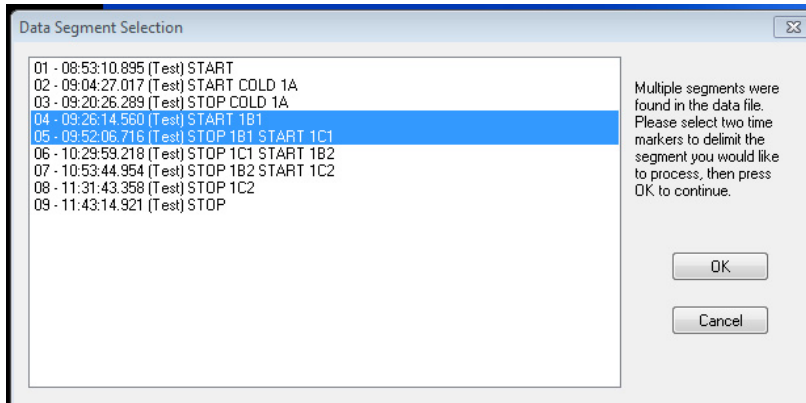 Data Segment Selection
01 - 08:53:10.895 (Test) START
02 - 09:04:27.017 (Test) START COLD 1A
03 - 09:20:26.289 (Test) STOP COLD 1A
04 - 09:26:14.560 (Test) START 1B1
05 - 09:52:06.716 (Test) STOP 1B1 START 1C1
06 - 10:29:59.218 (Test) STOP 1C1 START 1B2
07 - 10:53:44.954 (Test) STOP 1B2 START 1C2
08 - 11:31:43.358 (Test) STOP 1C2
09 - 11:43:14.921 (Test) STOP
Multiple segments were
found in the data file.
Please select two time
markers to delimit the
segment you would like
to process, then press
OK to continue.
OK
Cancel